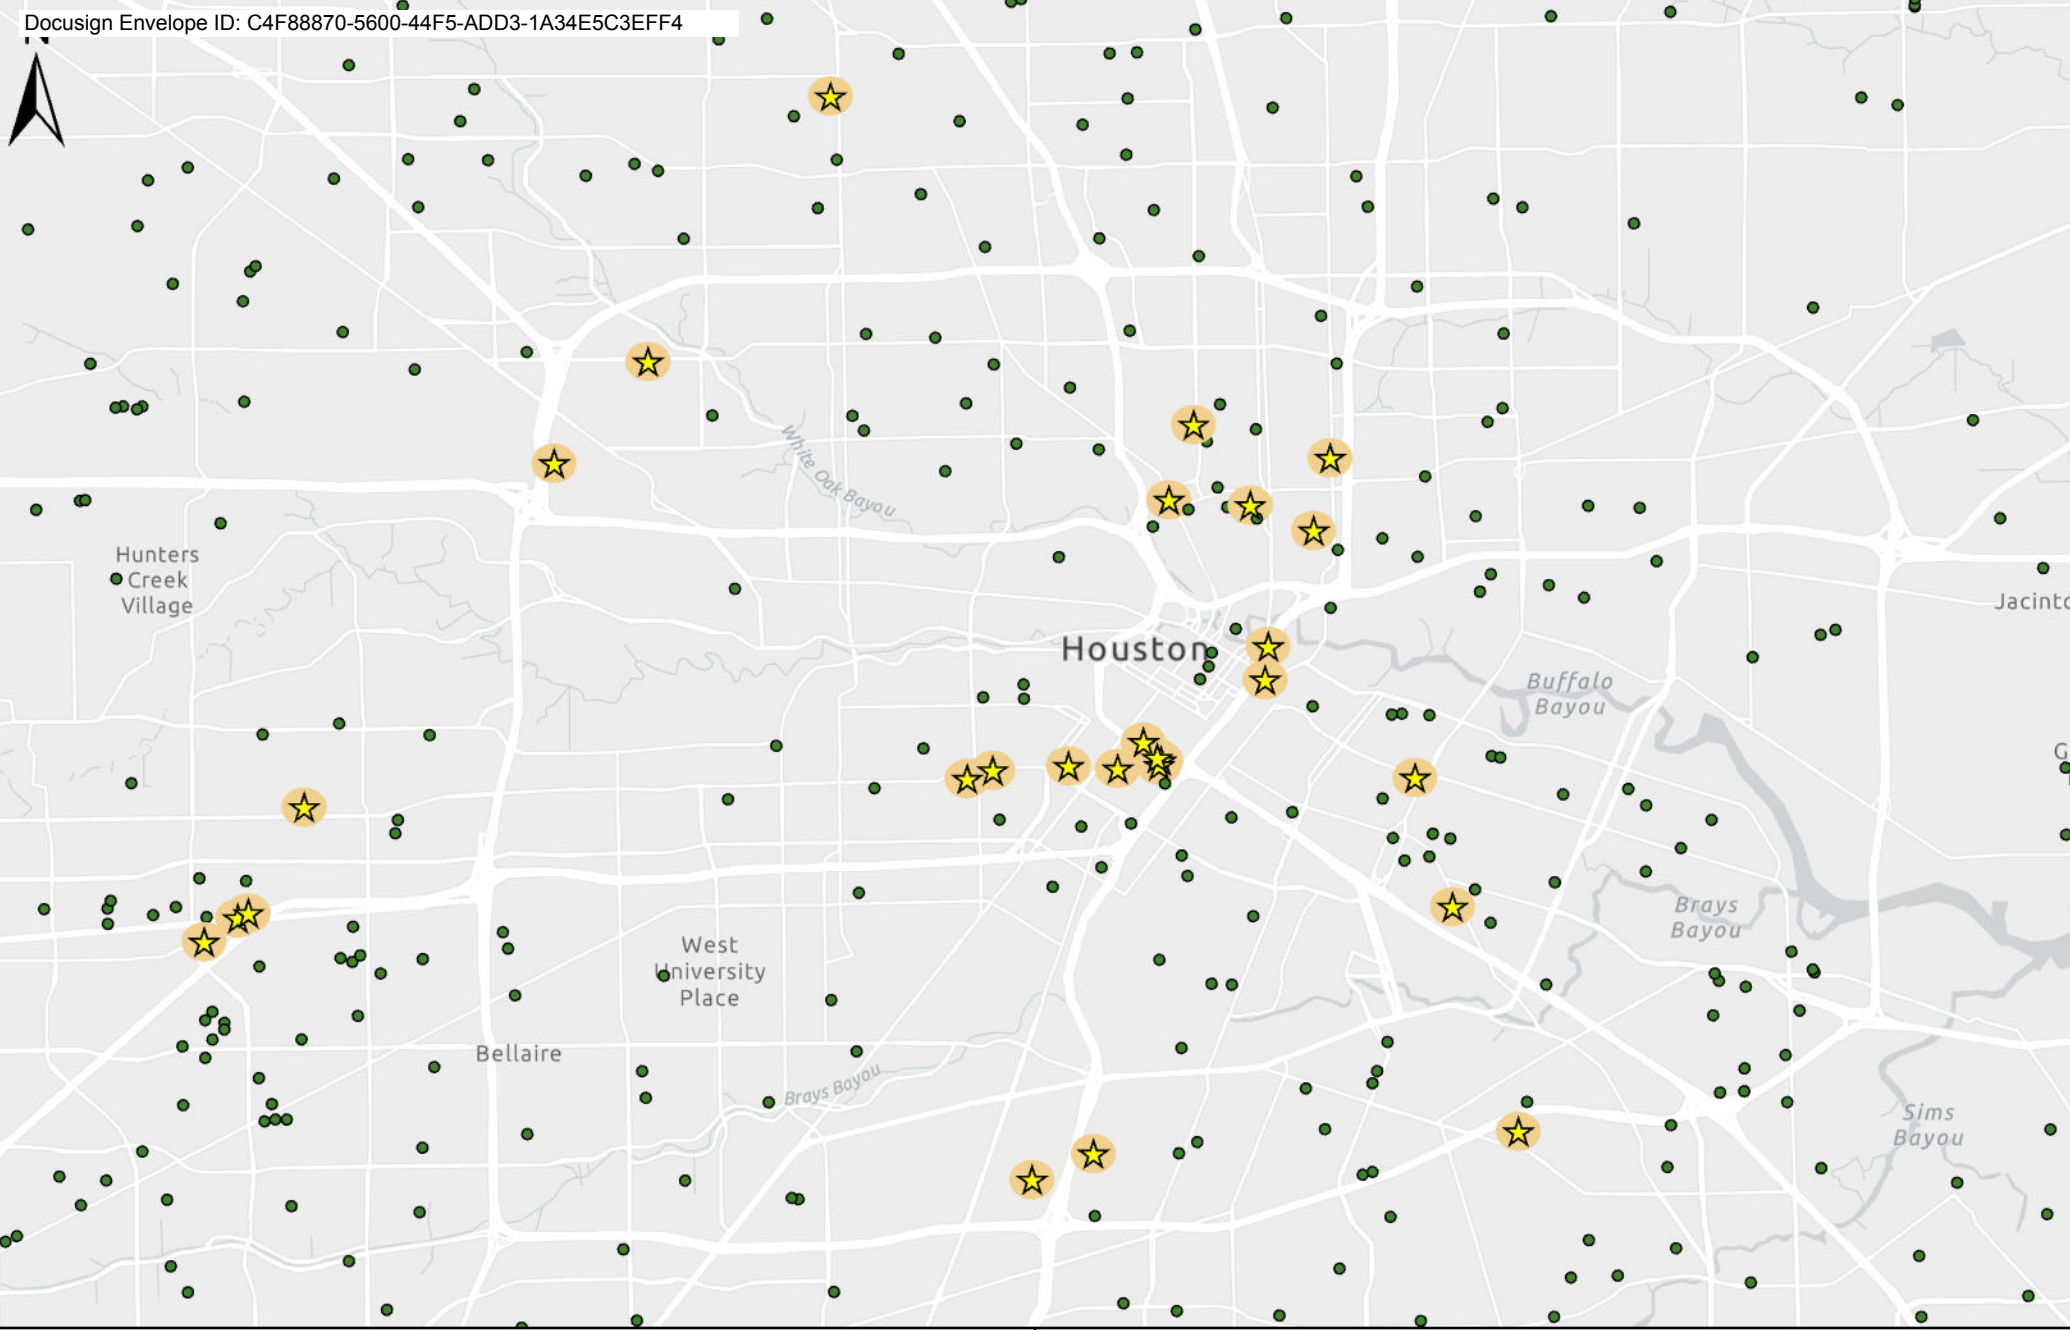 Docusign Envelope ID: C4F88870-5600-44F5-ADD3-1A34E5C3EFF4
N
White Oak Bayou
Hunters
Creek
Village
Jacinto
Houston
Buffalo
Bayou
G
Brays
Bayou
West
University
Place
Bellaire
Brays Bayou
Sims
Bayou